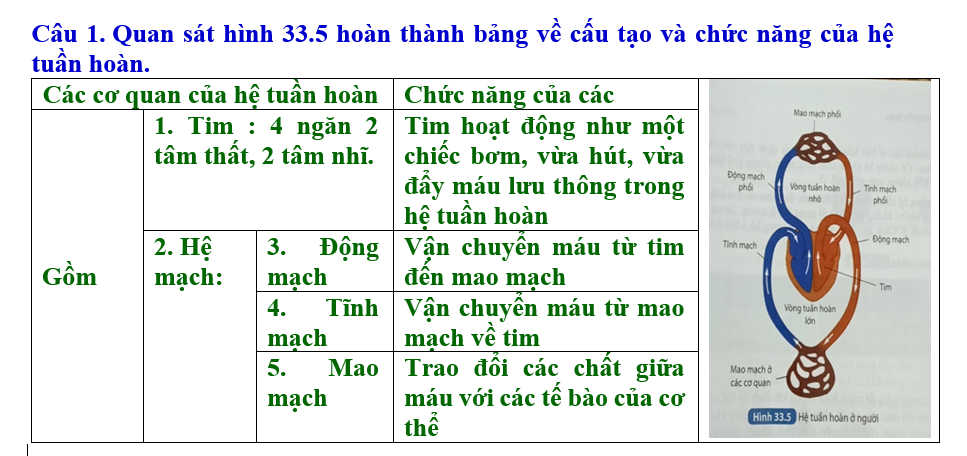 Câu 1. Quan sát hình 33.5 hoàn thành bảng về cấu tạo và chức năng của hệ
tuần hoàn.
Các cơ quan của hệ tuần hoàn
Chức năng của các
Gồm
1. Tim : 4 ngăn 2
tâm thất, 2 tâm nhĩ.
Tim hoạt động như một
chiếc bơm, vừa hút, vừa
đẩy máu lưu thông trong
hệ tuần hoàn
2. Hệ
mạch:
3. Động
mạch
Vận chuyển máu từ tim
đến mao mạch
4. Tĩnh
mạch
Vận chuyển máu từ mao
mạch về tim
5. Mao
mạch
Trao đổi các chất giữa
máu với các tế bào của cơ
thể
Mao mạch phổi
Động mạch
phổi
Vòng tuần hoàn
nhỏ
Tĩnh mạch
phổi
Tĩnh mạch
Động mạch
Tim
Vòng tuần hoàn
lớn
Mao mạch ở
các cơ quan
Hình 33.5 Hệ tuần hoàn ở người